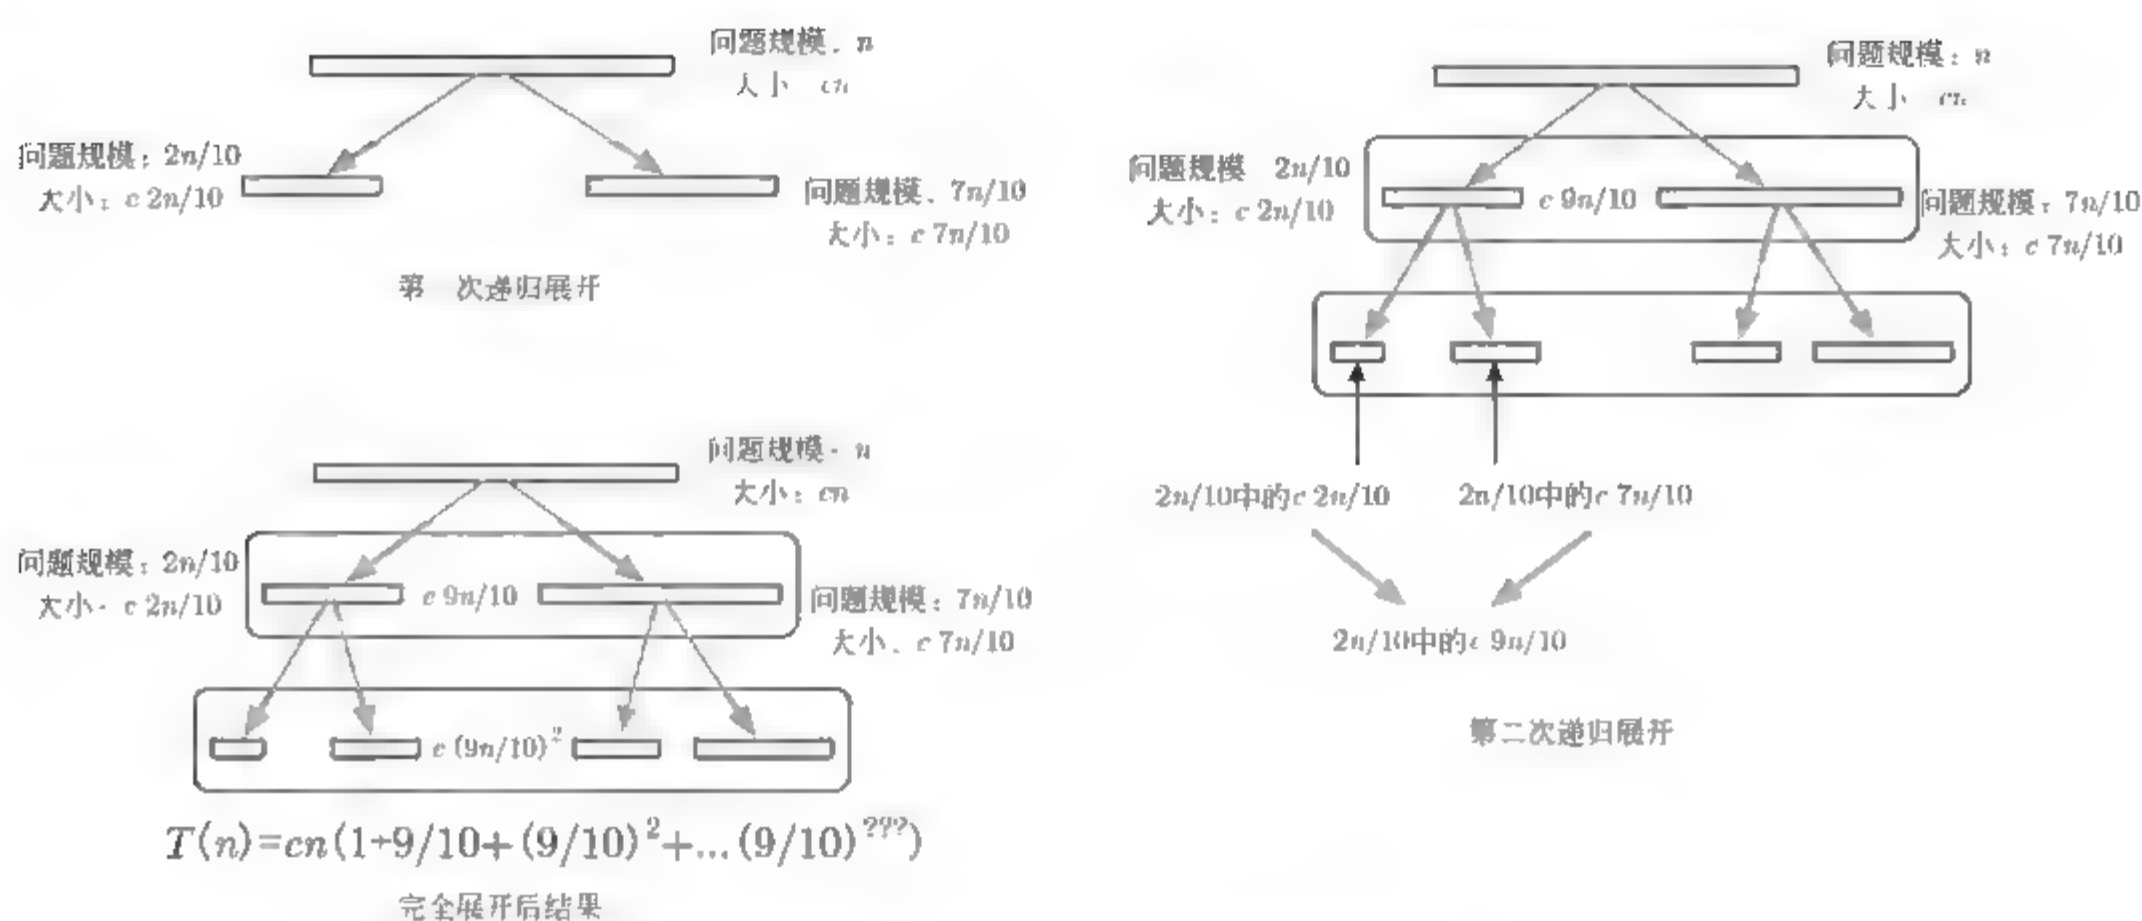 问题规模: n
大小 cn
问题规模: 2n/10
大小: c 2n/10
问题规模: 7n/10
大小: c 7n/10
第一次递归展开
问题规模: n
大小 cn
问题规模 2n/10
大小: c 2n/10
c 9n/10
问题规模: 7n/10
大小: c 7n/10
2n/10中的c 2n/10
2n/10中的c 7n/10
2n/10中的c 9n/10
第二次递归展开
问题规模: n
大小: cn
问题规模: 2n/10
大小: c 2n/10
c 9n/10
问题规模: 7n/10
大小: c 7n/10
c (9n/10)²
T(n)=cn(1+9/10+(9/10)²+...(9/10)^???)
完全展开后结果